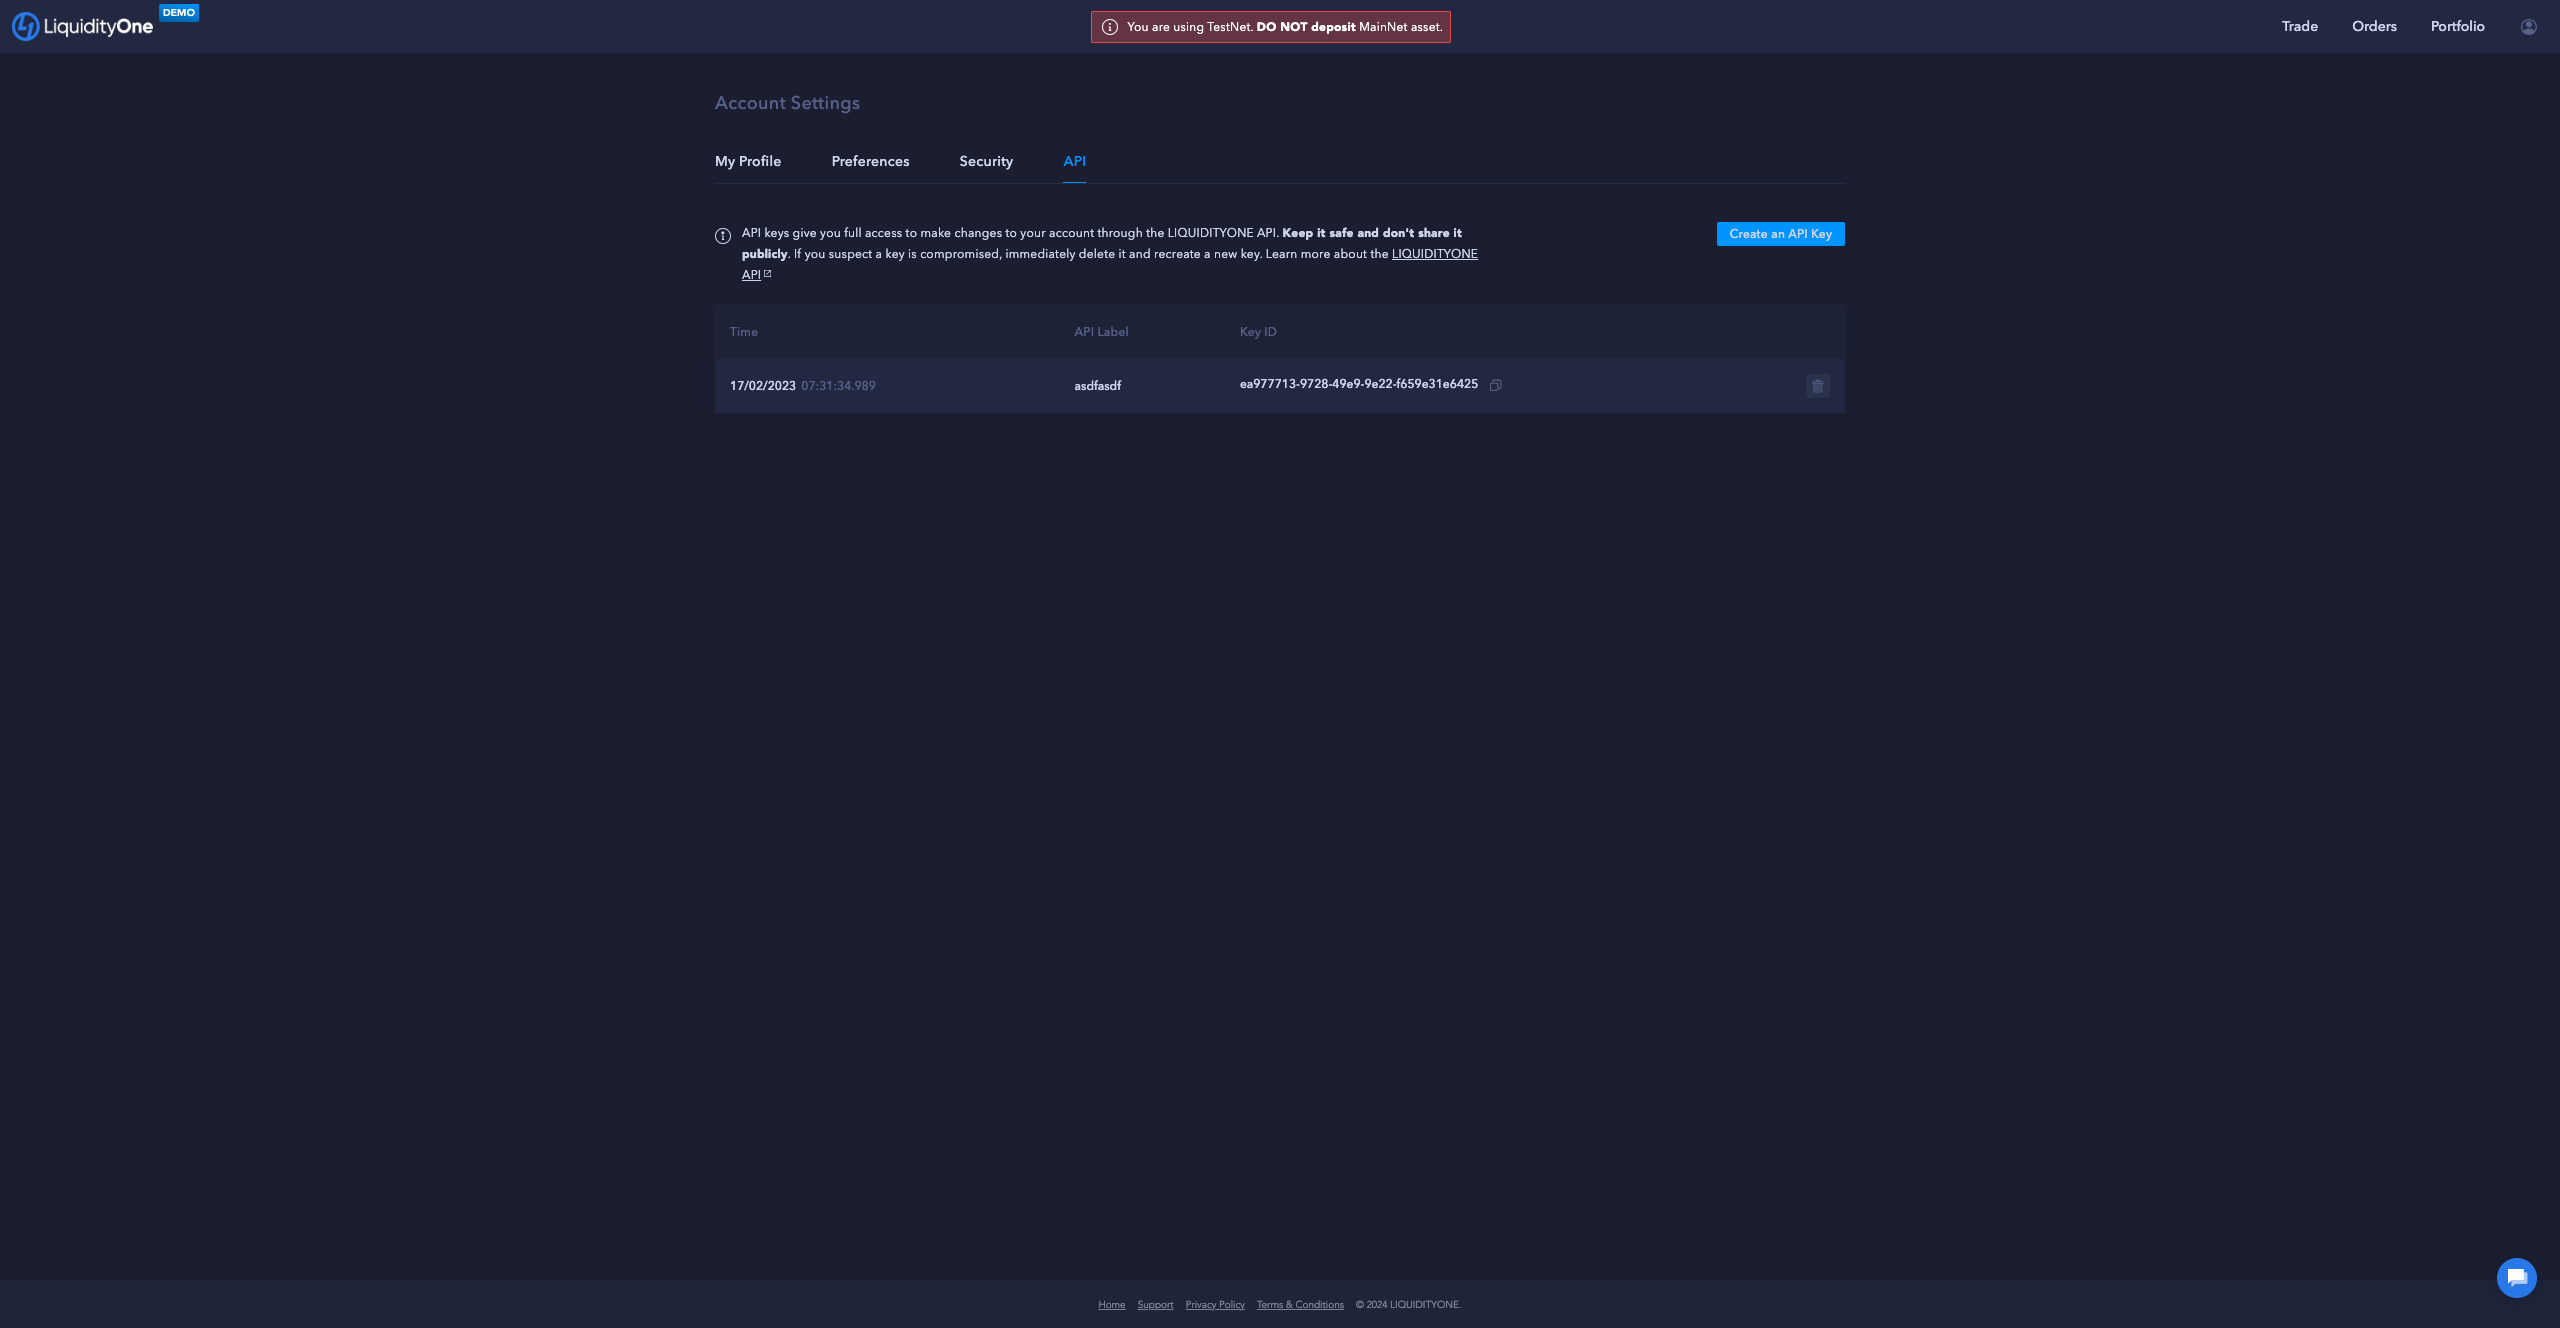 LiquidityOne DEMO
You are using TestNet. DO NOT deposit MainNet asset.
Trade Orders Portfolio
Account Settings
My Profile Preferences Security API
API keys give you full access to make changes to your account through the LIQUIDITYONE API. Keep it safe and don't share it
publicly. If you suspect a key is compromised, immediately delete it and recreate a new key. Learn more about the LIQUIDITYONE
API
Create an API Key
Time API Label Key ID
17/02/2023 07:31:34.989 asdfasdf ea977713-9728-49e9-9e22-f659e31e6425
Home Support Privacy Policy Terms & Conditions © 2024 LIQUIDITYONE.